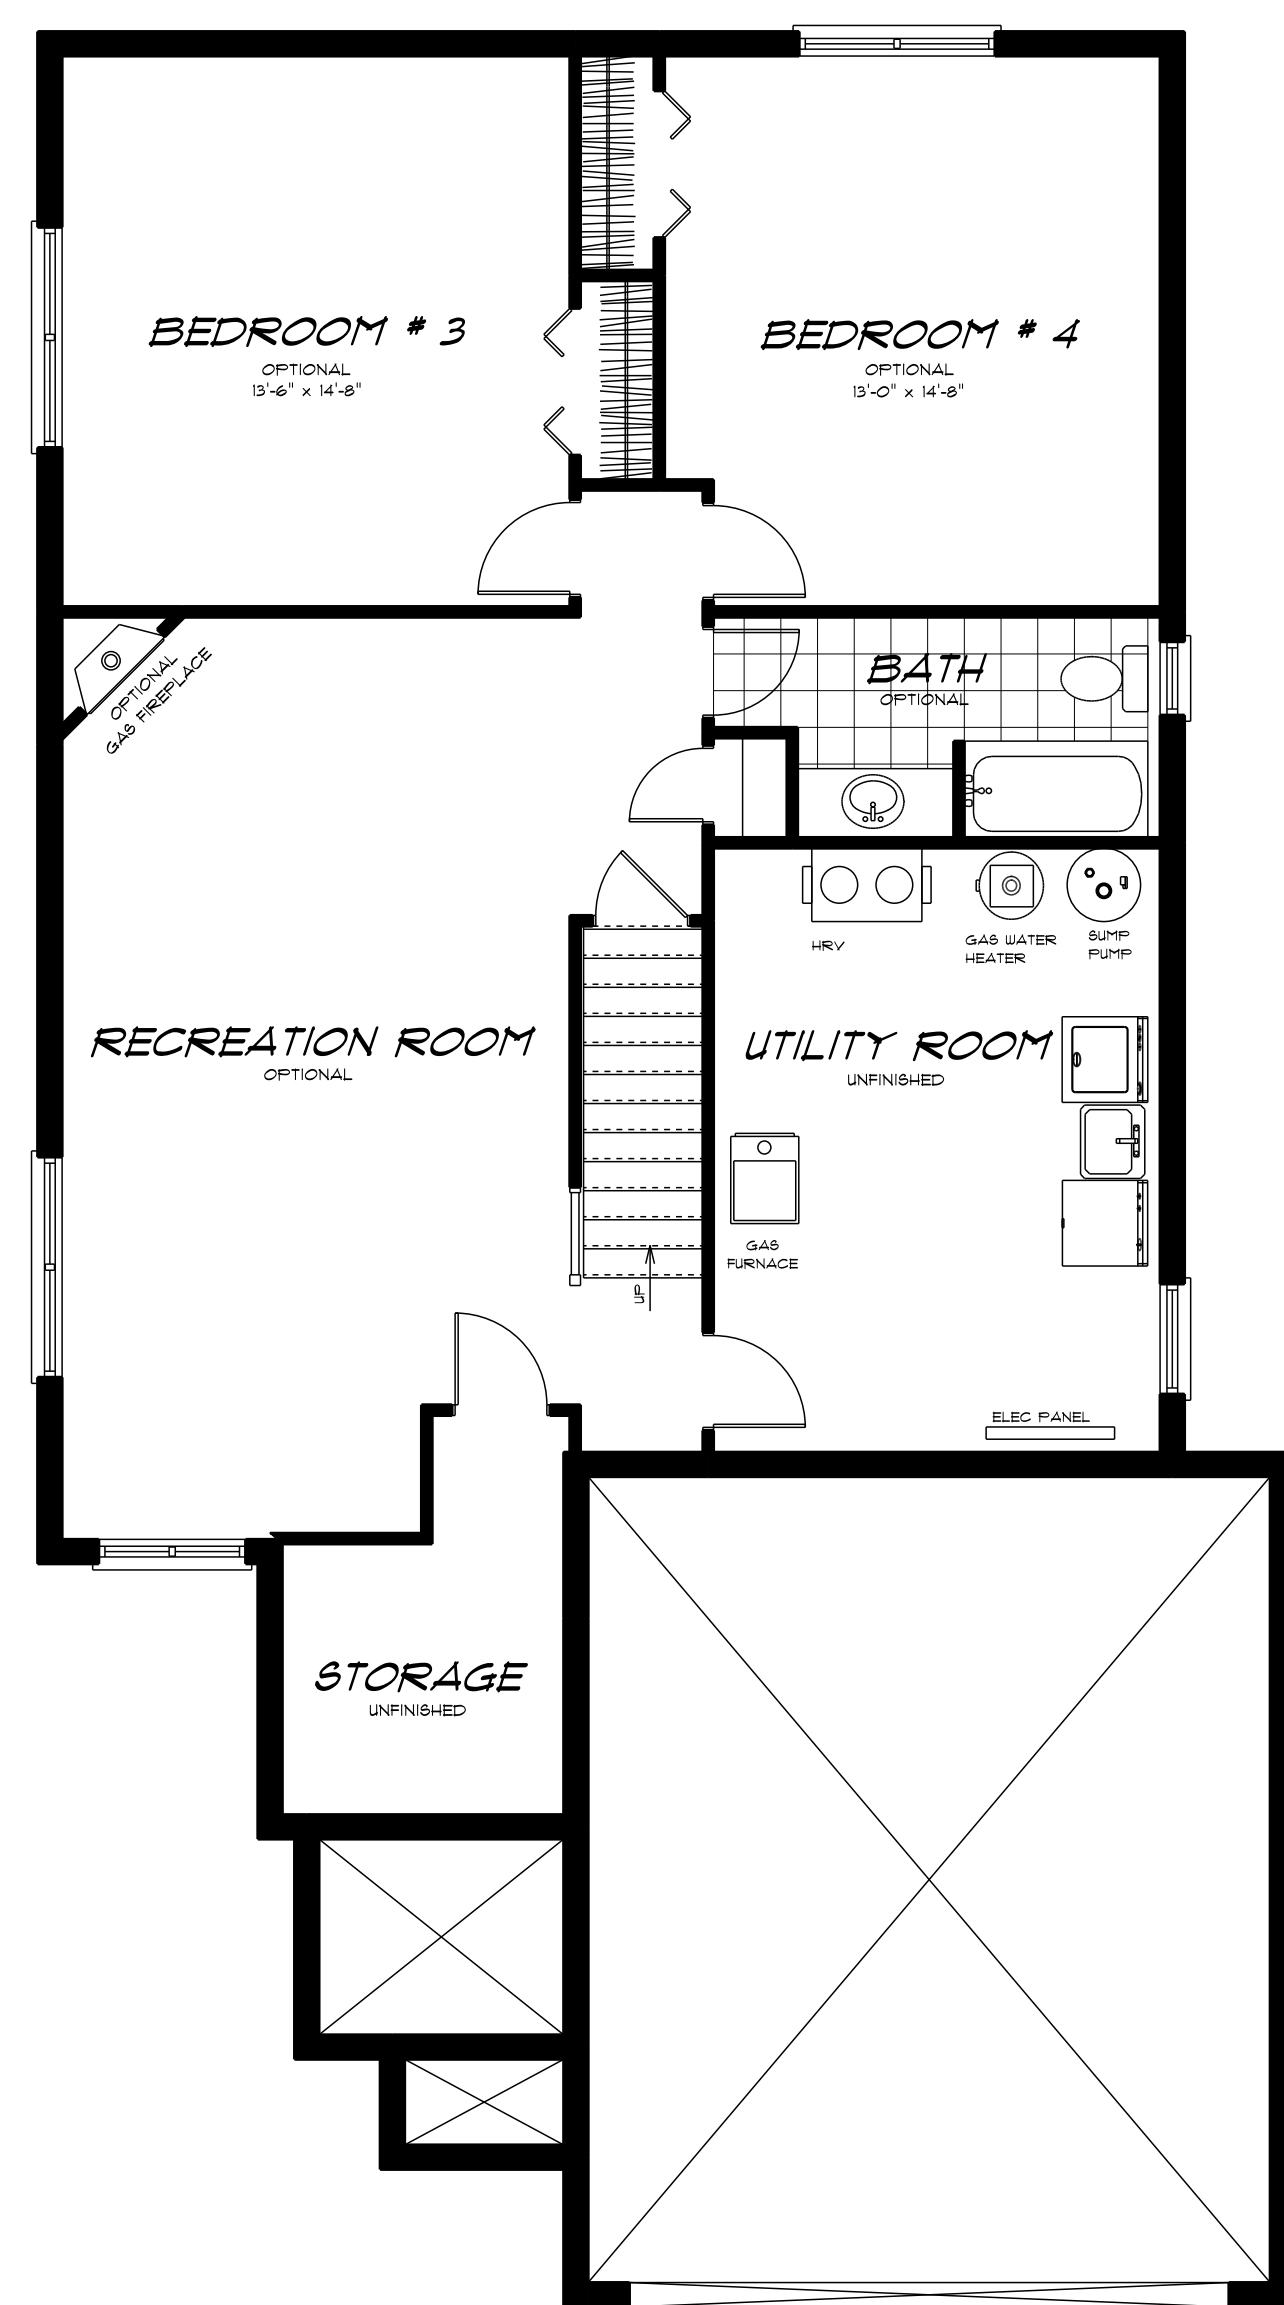 BEDROOM # 3
OPTIONAL
13'-6" x 14'-8"
BEDROOM # 4
OPTIONAL
13'-0" x 14'-8"
OPTIONAL
GAS FIREPLACE
BATH
OPTIONAL
HRV
GAS WATER
HEATER
SUMP
PUMP
RECREATION ROOM
OPTIONAL
UTILITY ROOM
UNFINISHED
GAS
FURNACE
UP
ELEC PANEL
STORAGE
UNFINISHED